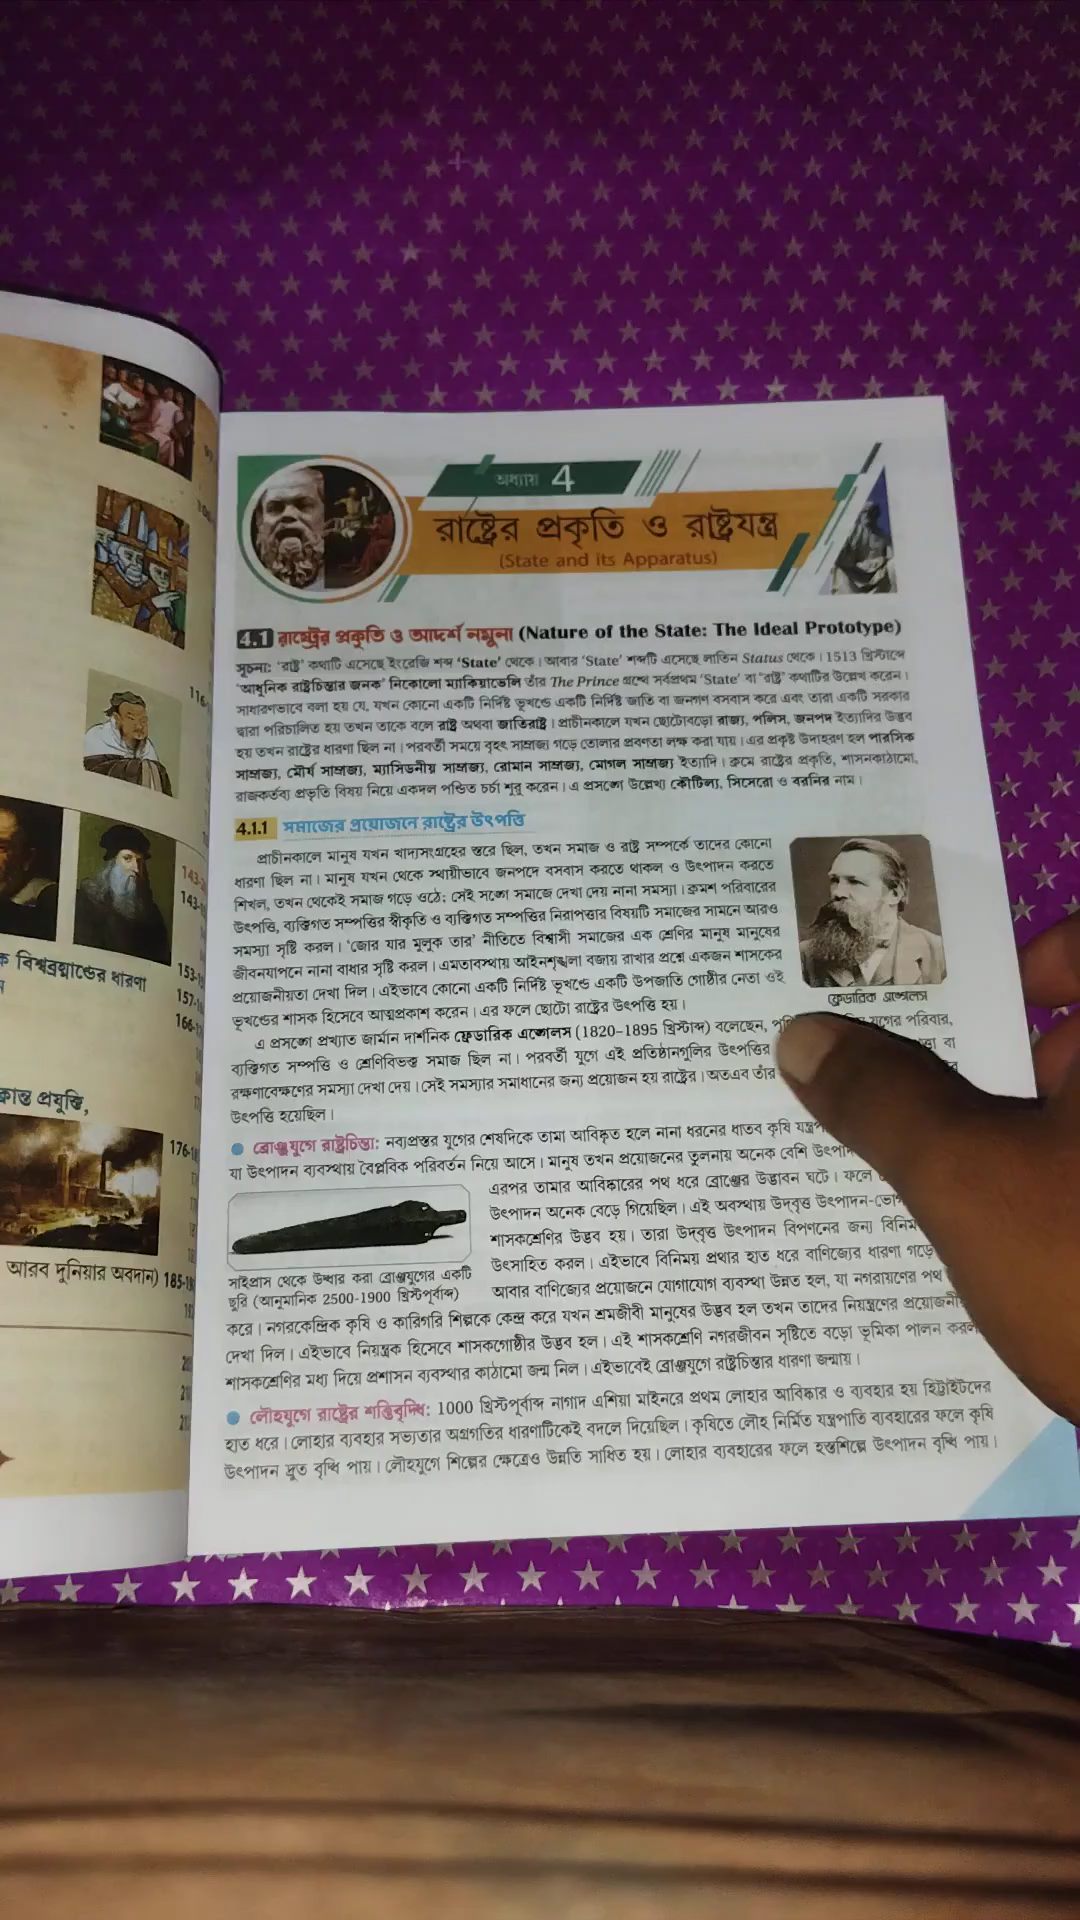 116
143-
143-
বিশ্বব্রহ্মাণ্ডের ধারণা
153-
157-
166-
ক্রান্ত প্রযুক্তি,
176-
আরব দুনিয়ার অবদান) 185-
অধ্যায় 4
রাষ্ট্রের প্রকৃতি ও রাষ্ট্রযন্ত্র
(State and its Apparatus)
4.1 রাষ্ট্রের প্রকৃতি ও আদর্শ নমুনা (Nature of the State: The Ideal Prototype)
সূচনা: ‘রাষ্ট্র’ কথাটি এসেছে ইংরেজি শব্দ ‘State’ থেকে। আবার ‘State’ শব্দটি এসেছে লাতিন Status থেকে। 1513 খ্রিস্টাব্দে
‘আধুনিক রাষ্ট্রচিন্তার জনক’ নিকোলো ম্যাকিয়াভেলি তাঁর The Prince গ্রন্থে সর্বপ্রথম ‘State’ বা ‘রাষ্ট্র’ কথাটির উল্লেখ করেন।
সাধারণভাবে বলা হয় যে, যখন কোনো একটি নির্দিষ্ট ভূখণ্ডে একটি নির্দিষ্ট জাতি বা জনগণ বসবাস করে এবং তারা একটি সরকার
দ্বারা পরিচালিত হয় তখন তাকে বলে রাষ্ট্র অথবা জাতিরাষ্ট্র। প্রাচীনকালে যখন ছোটোবড়ো রাজ্য, পলিস, জনপদ ইত্যাদির উদ্ভব
হয় তখন রাষ্ট্রের ধারণা ছিল না। পরবর্তী সময়ে বৃহৎ সাম্রাজ্য গড়ে তোলার প্রবণতা লক্ষ করা যায়। এর প্রকৃষ্ট উদাহরণ হল পারসিক
সাম্রাজ্য, মৌর্য সাম্রাজ্য, ম্যাসিডনীয় সাম্রাজ্য, রোমান সাম্রাজ্য, মোগল সাম্রাজ্য ইত্যাদি। ক্রমে রাষ্ট্রের প্রকৃতি, শাসনকাঠামো,
রাজকর্তব্য প্রভৃতি বিষয় নিয়ে একদল পণ্ডিত চর্চা শুরু করেন। এ প্রসঙ্গে উল্লেখ্য কৌটিল্য, সিসেরো ও বরনির নাম।
4.1.1 সমাজের প্রয়োজনে রাষ্ট্রের উৎপত্তি
প্রাচীনকালে মানুষ যখন খাদ্যসংগ্রহের স্তরে ছিল, তখন সমাজ ও রাষ্ট্র সম্পর্কে তাদের কোনো
ধারণা ছিল না। মানুষ যখন থেকে স্থায়ীভাবে জনপদে বসবাস করতে থাকল ও উৎপাদন করতে
শিখল, তখন থেকেই সমাজ গড়ে ওঠে; সেই সঙ্গে সমাজে দেখা দেয় নানা সমস্যা। ক্রমশ পরিবারের
উৎপত্তি, ব্যক্তিগত সম্পত্তির স্বীকৃতি ও ব্যক্তিগত সম্পত্তির নিরাপত্তার বিষয়টি সমাজের সামনে আরও
সমস্যা সৃষ্টি করল। ‘জোর যার মুলুক তার’ নীতিতে বিশ্বাসী সমাজের এক শ্রেণির মানুষ মানুষের
জীবনযাপনে নানা বাধার সৃষ্টি করল। এমতাবস্থায় আইনশৃঙ্খলা বজায় রাখার প্রশ্নে একজন শাসকের
প্রয়োজনীয়তা দেখা দিল। এইভাবে কোনো একটি নির্দিষ্ট ভূখণ্ডে একটি উপজাতি গোষ্ঠীর নেতা ওই
ভূখণ্ডের শাসক হিসেবে আত্মপ্রকাশ করেন। এর ফলে ছোটো রাষ্ট্রের উৎপত্তি হয়।
ফ্রেডারিক এঙ্গেলস
এ প্রসঙ্গে প্রখ্যাত জার্মান দার্শনিক ফ্রেডারিক এঙ্গেলস (1820-1895 খ্রিস্টাব্দ) বলেছেন, যুগের পরিবার,
ব্যক্তিগত সম্পত্তি ও শ্রেণিবিভক্ত সমাজ ছিল না। পরবর্তী যুগে এই প্রতিষ্ঠানগুলির উৎপত্তির বা
রক্ষণাবেক্ষণের সমস্যা দেখা দেয়। সেই সমস্যার সমাধানের জন্য প্রয়োজন হয় রাষ্ট্রের। অতএব তাঁর
উৎপত্তি হয়েছিল।
● ব্রোঞ্জযুগে রাষ্ট্রচিন্তা: নব্যপ্রস্তর যুগের শেষদিকে তামা আবিষ্কৃত হলে নানা ধরনের ধাতব কৃষি
যা উৎপাদন ব্যবস্থায় বৈপ্লবিক পরিবর্তন নিয়ে আসে। মানুষ তখন প্রয়োজনের তুলনায় অনেক বেশি
এরপর তামার আবিষ্কারের পথ ধরে ব্রোঞ্জের উদ্ভাবন ঘটে। ফলে
উৎপাদন অনেক বেড়ে গিয়েছিল। এই অবস্থায় উদ্‌বৃত্ত
শাসকশ্রেণির উদ্ভব হয়। তারা উদ্‌বৃত্ত উৎপাদন বিপণনের জন্য
উৎসাহিত করল। এইভাবে বিনিময় প্রথার হাত ধরে বাণিজ্যের ধারণা গড়ে
আবার বাণিজ্যের প্রয়োজনে যোগাযোগ ব্যবস্থা উন্নত হল, যা নগরায়ণের পথ
সাইপ্রাস থেকে উদ্ধার করা ব্রোঞ্জযুগের একটি
ছুরি (আনুমানিক 2500-1900 খ্রিস্টপূর্বাব্দ)
করে। নগরকেন্দ্রিক কৃষি ও কারিগরি শিল্পকে কেন্দ্র করে যখন শ্রমজীবী মানুষের উদ্ভব হল তখন তাদের নিয়ন্ত্রণের
দেখা দিল। এইভাবে নিয়ন্ত্রক হিসেবে শাসকগোষ্ঠীর উদ্ভব হল। এই শাসকশ্রেণি নগরজীবন সৃষ্টিতে বড়ো ভূমিকা পালন করল।
শাসকশ্রেণির মধ্য দিয়ে প্রশাসন ব্যবস্থার কাঠামো জন্ম নিল। এইভাবেই ব্রোঞ্জযুগে রাষ্ট্রচিন্তার ধারণা জন্মায়।
● লৌহযুগে রাষ্ট্রের শক্তিবৃদ্ধি: 1000 খ্রিস্টপূর্বাব্দ নাগাদ এশিয়া মাইনরে প্রথম লোহার আবিষ্কার ও ব্যবহার হয় হিট্টাইটদের
হাত ধরে। লোহার ব্যবহার সভ্যতার অগ্রগতির ধারণাটিকেই বদলে দিয়েছিল। কৃষিতে লৌহ নির্মিত যন্ত্রপাতি ব্যবহারের ফলে কৃষি
উৎপাদন দ্রুত বৃদ্ধি পায়। লৌহযুগে শিল্পের ক্ষেত্রেও উন্নতি সাধিত হয়। লোহার ব্যবহারের ফলে হস্তশিল্পে উৎপাদন বৃদ্ধি পায়।